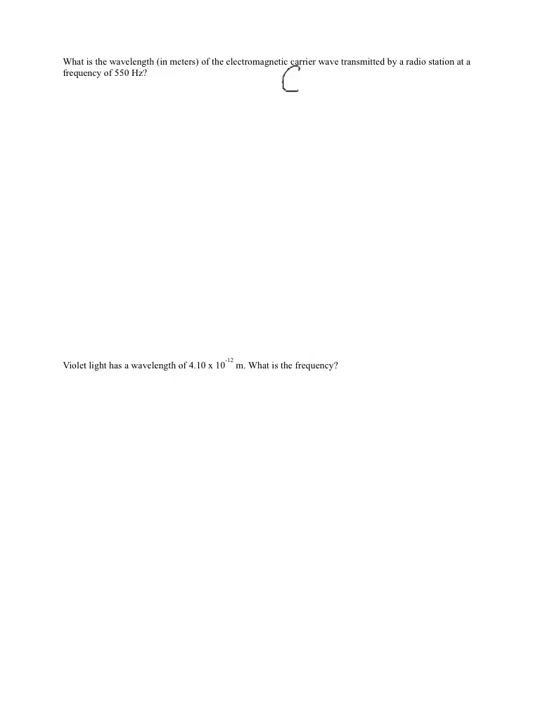 What is the wavelength (in meters) of the electromagnetic carrier wave transmitted by a radio station at a
frequency of 550 Hz?
C
Violet light has a wavelength of 4.10 x 10⁻¹² m. What is the frequency?